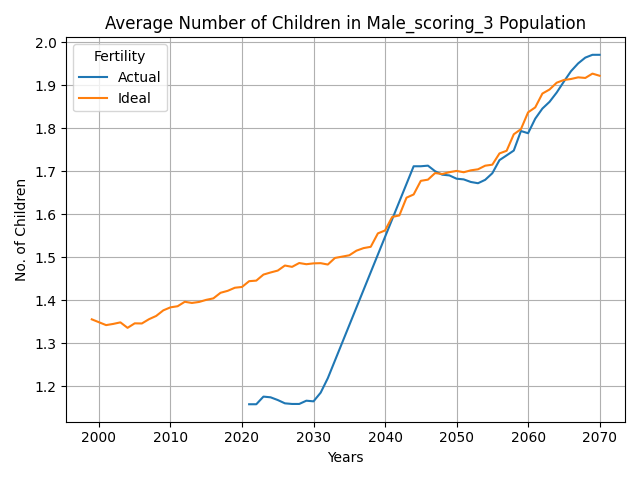 Average Number of Children in Male_scoring_3 Population
2.0
1.9
1.8
1.7
1.6
1.5
1.4
1.3
1.2
No. of Children
Fertility
Actual
Ideal
2000 2010 2020 2030 2040 2050 2060 2070
Years